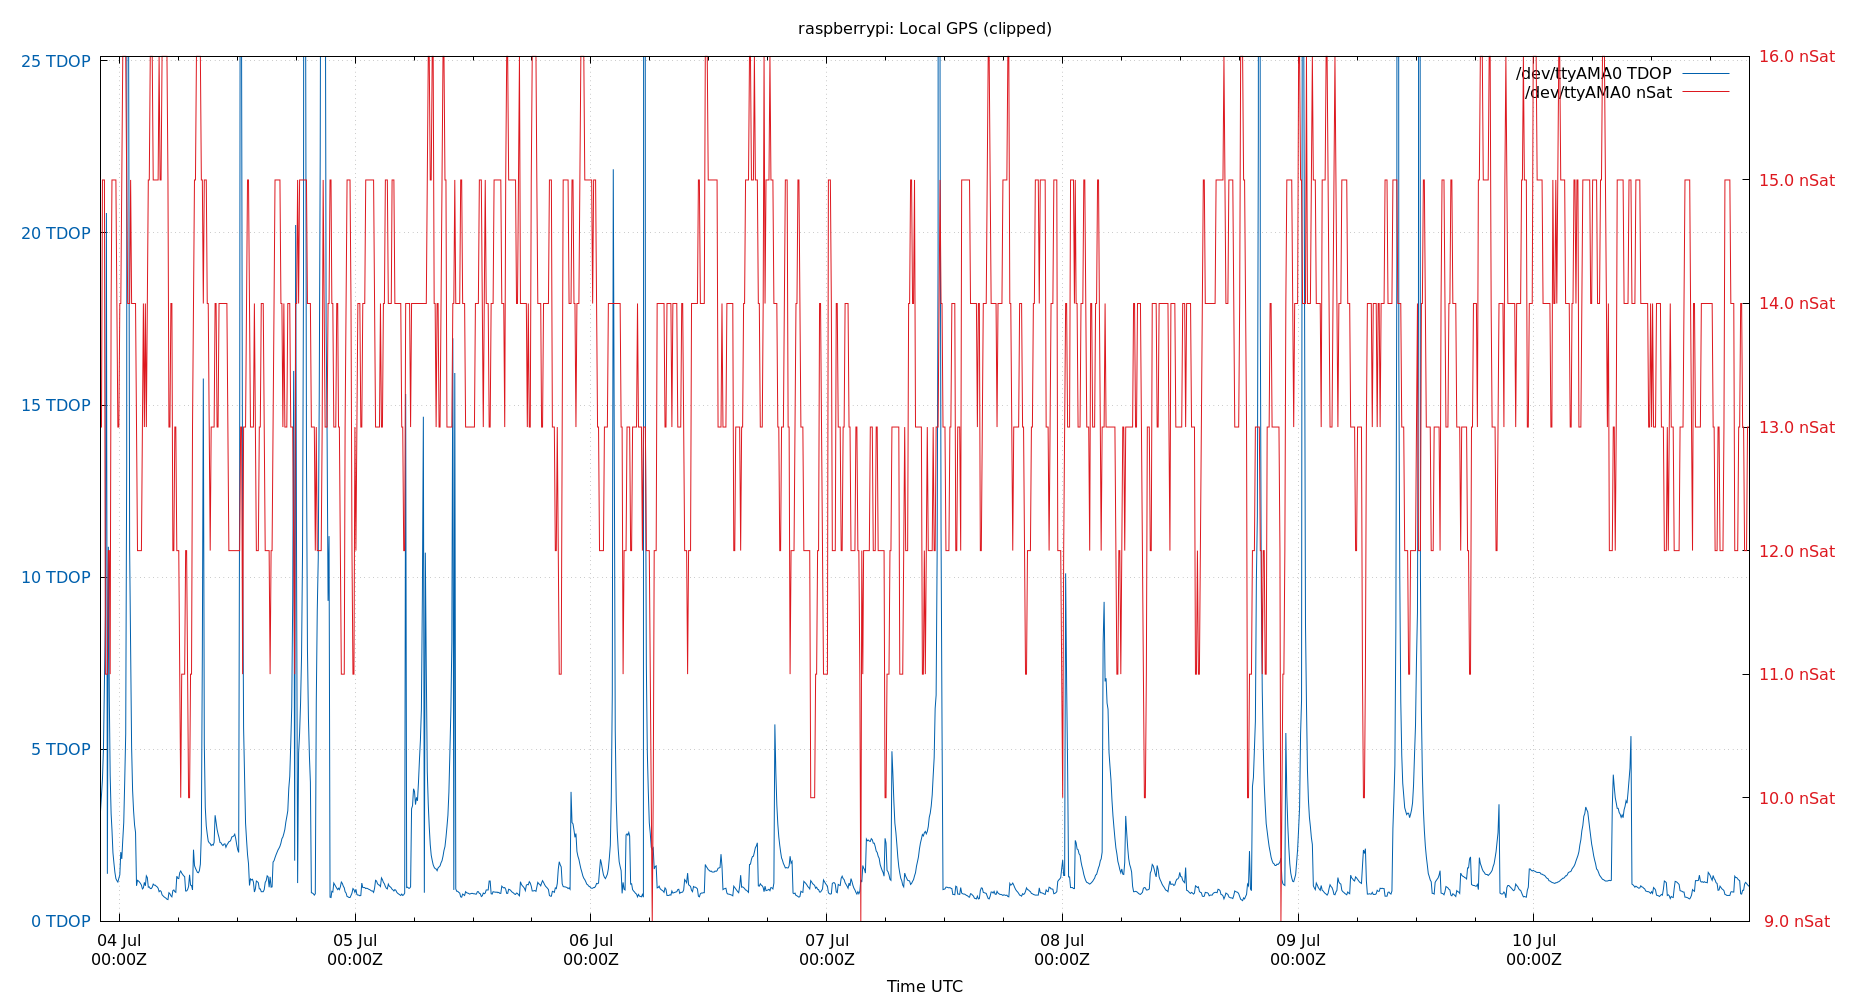 raspberrypi: Local GPS (clipped)
25 TDOP
20 TDOP
15 TDOP
10 TDOP
5 TDOP
0 TDOP
16.0 nSat
15.0 nSat
14.0 nSat
13.0 nSat
12.0 nSat
11.0 nSat
10.0 nSat
9.0 nSat
/dev/ttyAMA0 TDOP
/dev/ttyAMA0 nSat
04 Jul 05 Jul 06 Jul 07 Jul 08 Jul 09 Jul 10 Jul
00:00Z 00:00Z 00:00Z 00:00Z 00:00Z 00:00Z 00:00Z
Time UTC